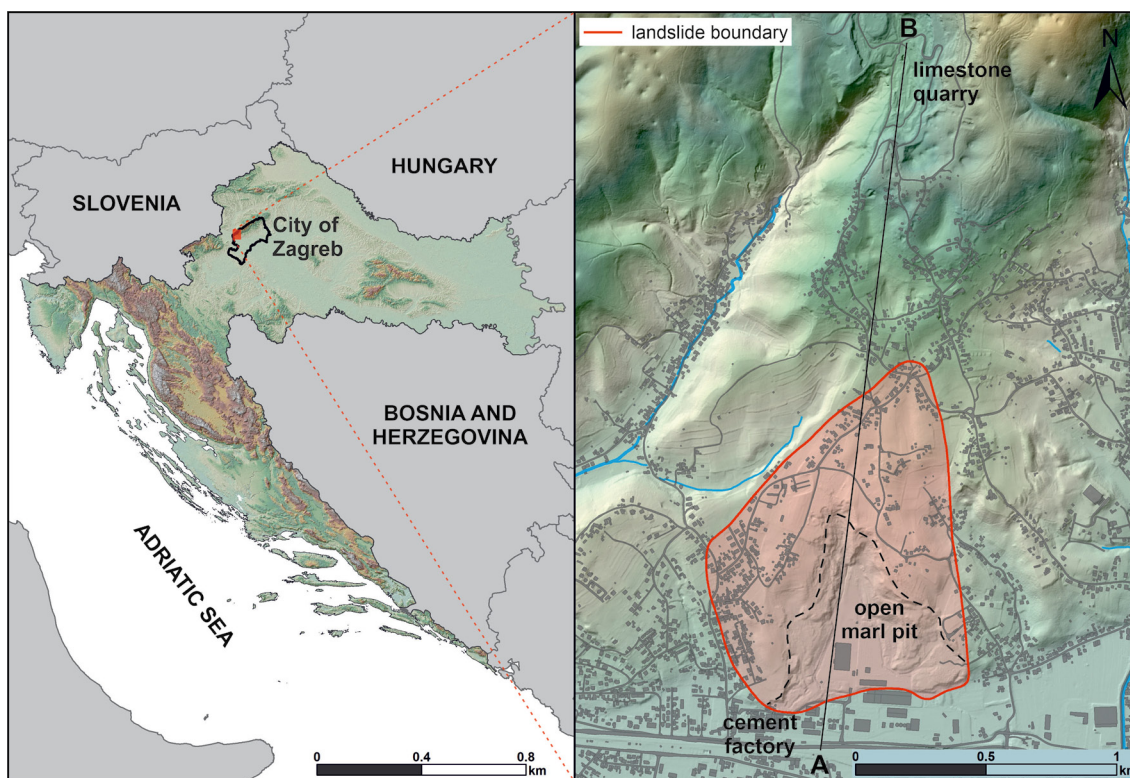 SLOVENIA
HUNGARY
City of
Zagreb
BOSNIA AND
HERZEGOVINA
ADRIATIC SEA
0
0.4
0.8
km
landslide boundary
B
N
limestone
quarry
open
marl pit
cement
factory
A
0
0.5
1
km